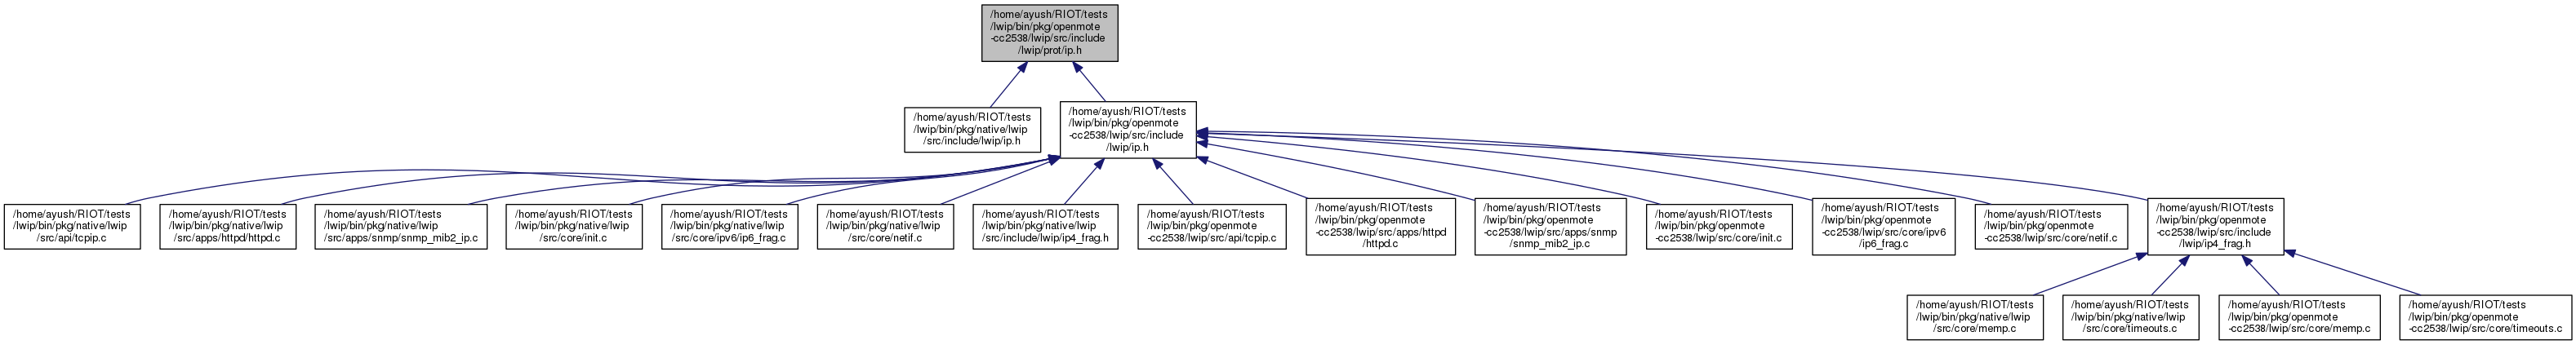 /home/ayush/RIOT/tests
/lwip/bin/pkg/openmote
-cc2538/lwip/src/include
/lwip/prot/ip.h
/home/ayush/RIOT/tests
/lwip/bin/pkg/native/lwip
/src/include/lwip/ip.h
/home/ayush/RIOT/tests
/lwip/bin/pkg/openmote
-cc2538/lwip/src/include
/lwip/ip.h
/home/ayush/RIOT/tests
/lwip/bin/pkg/native/lwip
/src/api/tcpip.c
/home/ayush/RIOT/tests
/lwip/bin/pkg/native/lwip
/src/apps/httpd/httpd.c
/home/ayush/RIOT/tests
/lwip/bin/pkg/native/lwip
/src/apps/snmp/snmp_mib2_ip.c
/home/ayush/RIOT/tests
/lwip/bin/pkg/native/lwip
/src/core/init.c
/home/ayush/RIOT/tests
/lwip/bin/pkg/native/lwip
/src/core/ipv6/ip6_frag.c
/home/ayush/RIOT/tests
/lwip/bin/pkg/native/lwip
/src/core/netif.c
/home/ayush/RIOT/tests
/lwip/bin/pkg/native/lwip
/src/include/lwip/ip4_frag.h
/home/ayush/RIOT/tests
/lwip/bin/pkg/openmote
-cc2538/lwip/src/api/tcpip.c
/home/ayush/RIOT/tests
/lwip/bin/pkg/openmote
-cc2538/lwip/src/apps/httpd
/httpd.c
/home/ayush/RIOT/tests
/lwip/bin/pkg/openmote
-cc2538/lwip/src/apps/snmp
/snmp_mib2_ip.c
/home/ayush/RIOT/tests
/lwip/bin/pkg/openmote
-cc2538/lwip/src/core/init.c
/home/ayush/RIOT/tests
/lwip/bin/pkg/openmote
-cc2538/lwip/src/core/ipv6
/ip6_frag.c
/home/ayush/RIOT/tests
/lwip/bin/pkg/openmote
-cc2538/lwip/src/core/netif.c
/home/ayush/RIOT/tests
/lwip/bin/pkg/openmote
-cc2538/lwip/src/include
/lwip/ip4_frag.h
/home/ayush/RIOT/tests
/lwip/bin/pkg/native/lwip
/src/core/memp.c
/home/ayush/RIOT/tests
/lwip/bin/pkg/native/lwip
/src/core/timeouts.c
/home/ayush/RIOT/tests
/lwip/bin/pkg/openmote
-cc2538/lwip/src/core/memp.c
/home/ayush/RIOT/tests
/lwip/bin/pkg/openmote
-cc2538/lwip/src/core/timeouts.c